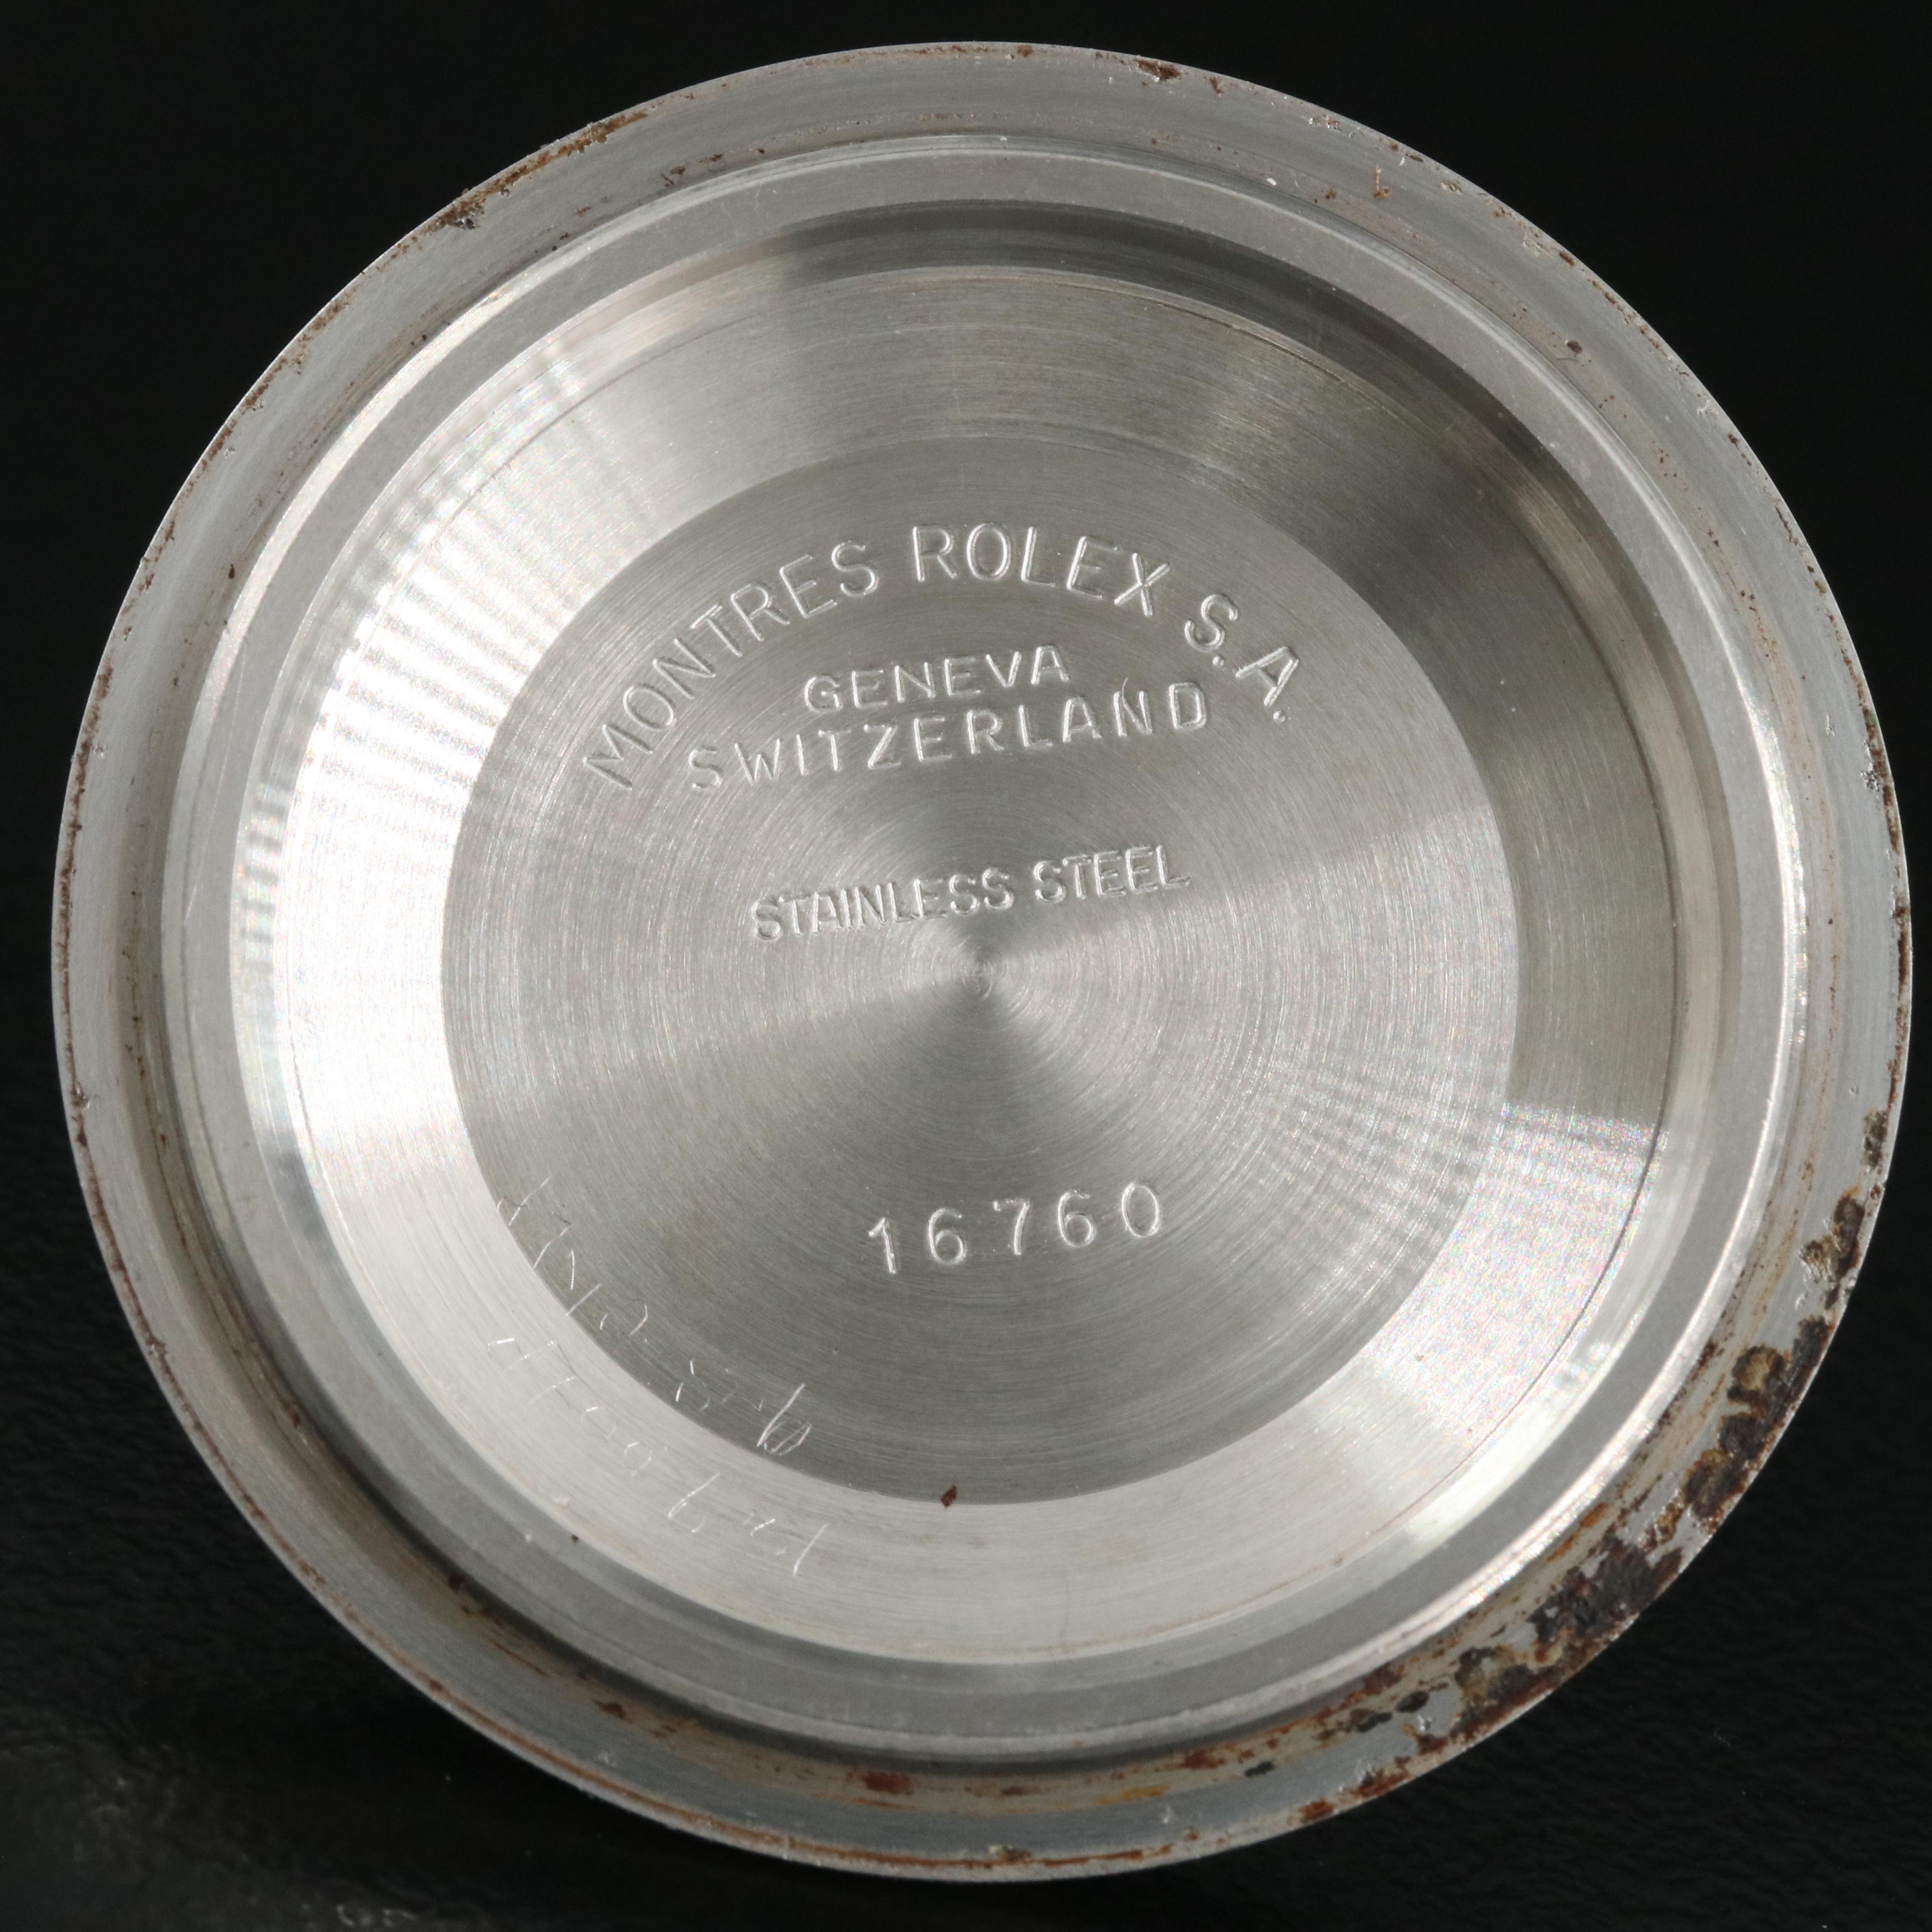 MONTRES ROLEX S.A.
GENEVA
SWITZERLAND
STAINLESS STEEL
16760